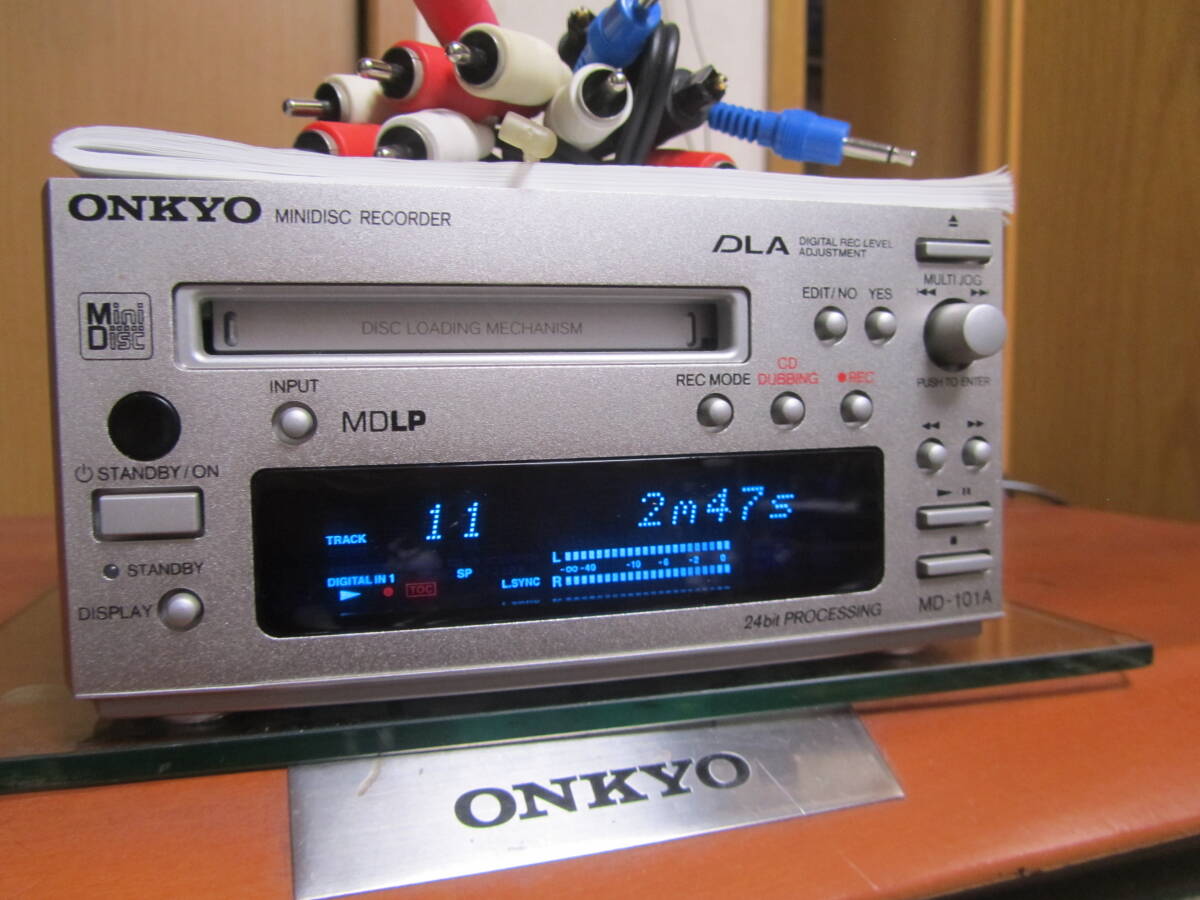 ONKYO MINIDISC RECORDER
DLA DIGITAL REC LEVEL
ADJUSTMENT
MULTI JOG
EDIT/NO YES
Mini
Disc
DISC LOADING MECHANISM
PUSH TO ENTER
INPUT
REC MODE
CD
DUBBING
REC
MDLP
STANDBY/ON
TRACK 11 2m47s
L
-∞ -40 -10 -6 -2 0
R
DIGITAL IN 1
SP
L.SYNC
TOC
STANDBY
DISPLAY
24bit PROCESSING
MD-101A
ONKYO